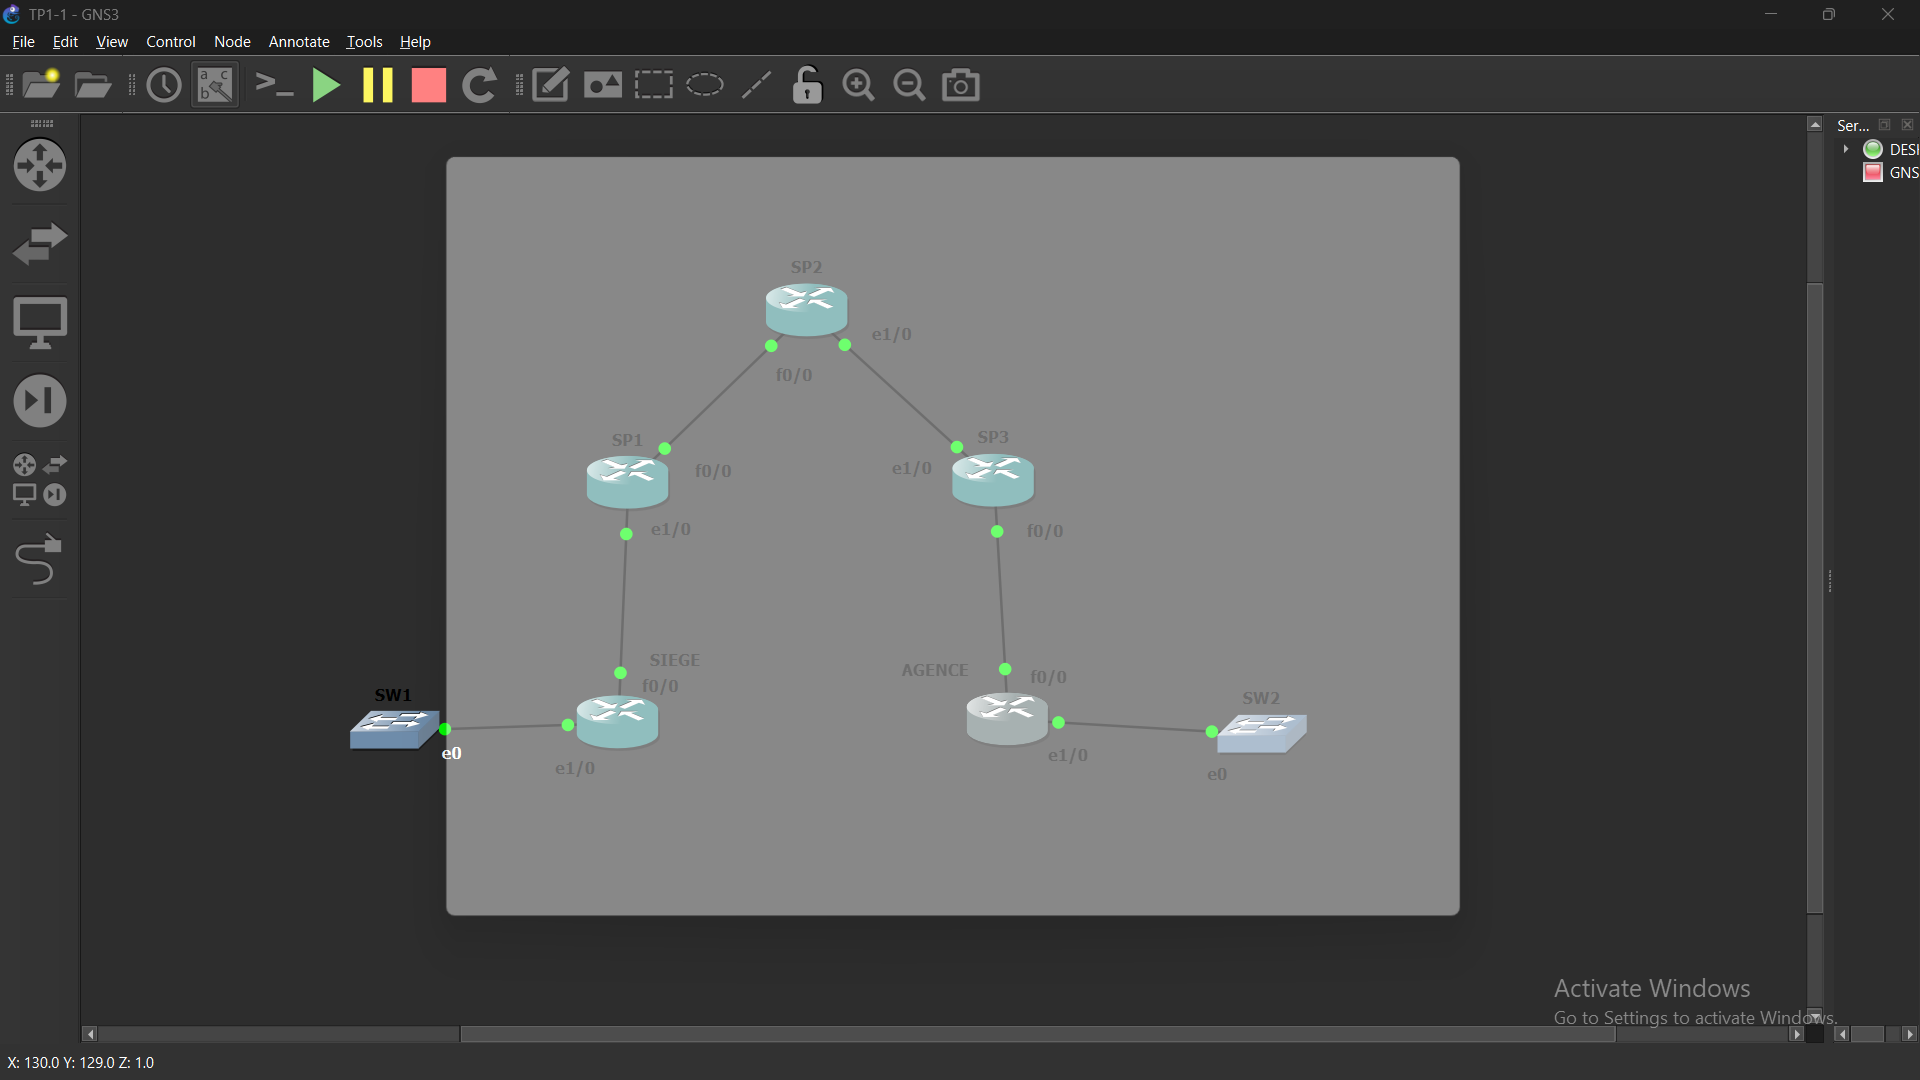 TP1-1 - GNS3
File Edit View Control Node Annotate Tools Help
a c
b
Ser...
DESI
GNS
SP2
e1/0
f0/0
SP1
SP3
f0/0
e1/0
e1/0
f0/0
SIEGE
AGENCE
f0/0
f0/0
SW1
SW2
e0
e1/0
e1/0
e0
Activate Windows
Go to Settings to activate Windows.
X: 130.0 Y: 129.0 Z: 1.0